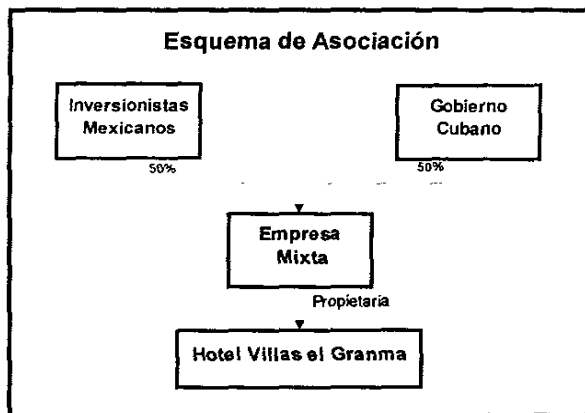 Esquema de Asociación
Inversionistas
Mexicanos
Gobierno
Cubano
50%
50%
Empresa
Mixta
Propietaria
Hotel Villas el Granma